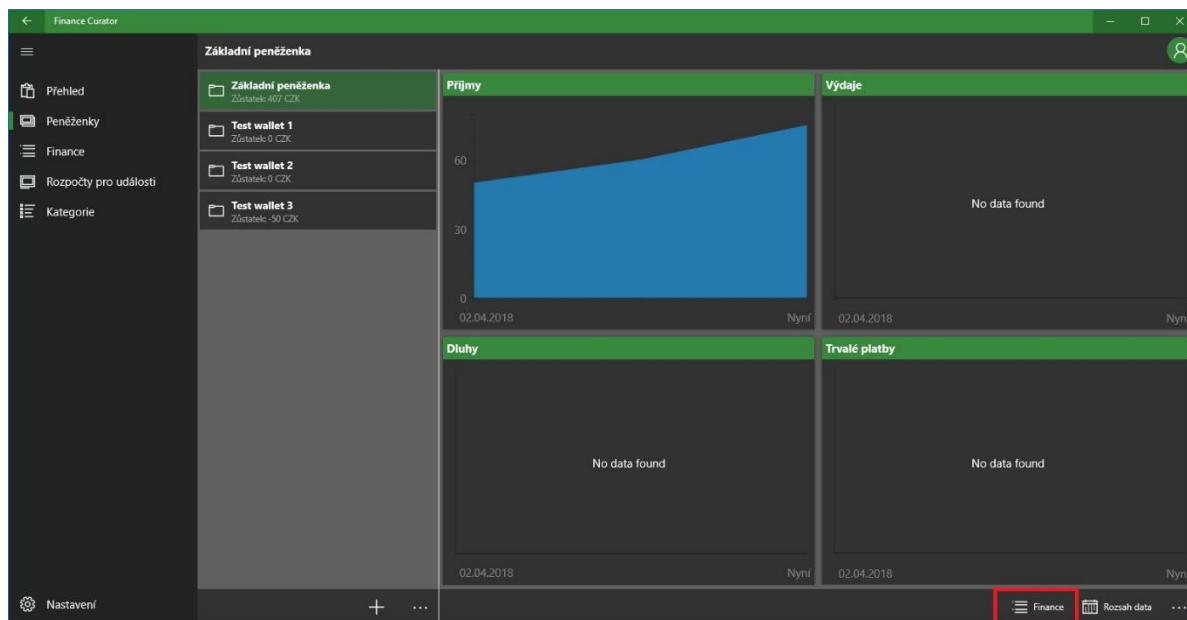 Finance Curator
Základní peněženka
Přehled
Peněženky
Finance
Rozpočty pro události
Kategorie
Nastavení
Základní peněženka
Zůstatek: 407 CZK
Test wallet 1
Zůstatek: 0 CZK
Test wallet 2
Zůstatek: 0 CZK
Test wallet 3
Zůstatek: -50 CZK
Příjmy
60
30
0
02.04.2018 Nyní
Výdaje
No data found
02.04.2018 Nyn
Dluhy
No data found
02.04.2018 Nyní
Trvalé platby
No data found
02.04.2018 Nyn
Finance Rozsah data